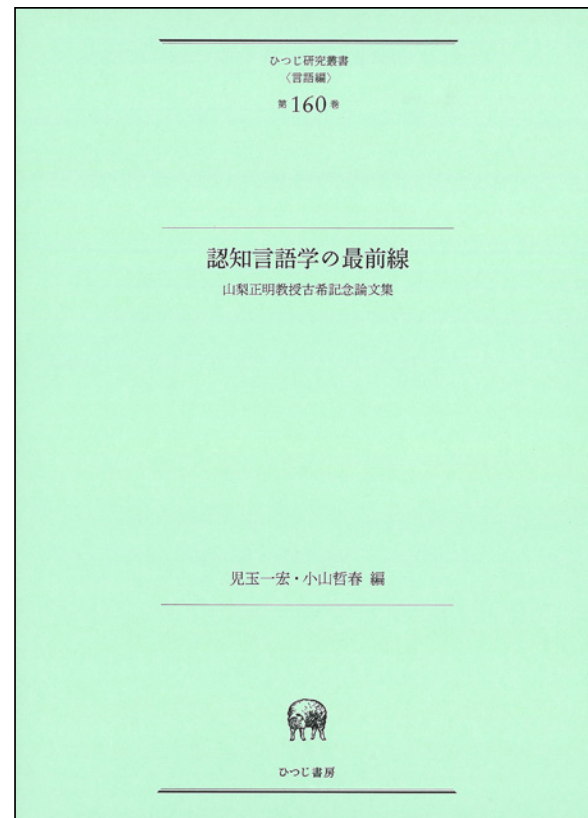 ひつじ研究叢書
〈言語編〉
第160巻
認知言語学の最前線
山梨正明教授古希記念論文集
児玉一宏・小山哲春 編
ひつじ書房